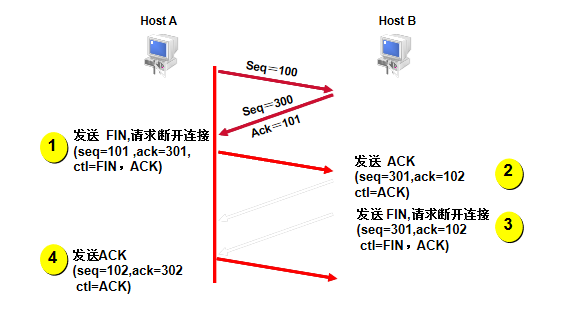 Host A
Host B
Seq＝100
Seq＝300
Ack＝101
1
发送 FIN,请求断开连接
(seq=101 ,ack=301,
ctl=FIN，ACK)
发送 ACK
(seq=301,ack=102
ctl=ACK)
2
发送 FIN,请求断开连接
(seq=301,ack=102
ctl=FIN，ACK)
3
4
发送ACK
(seq=102,ack=302
ctl=ACK)